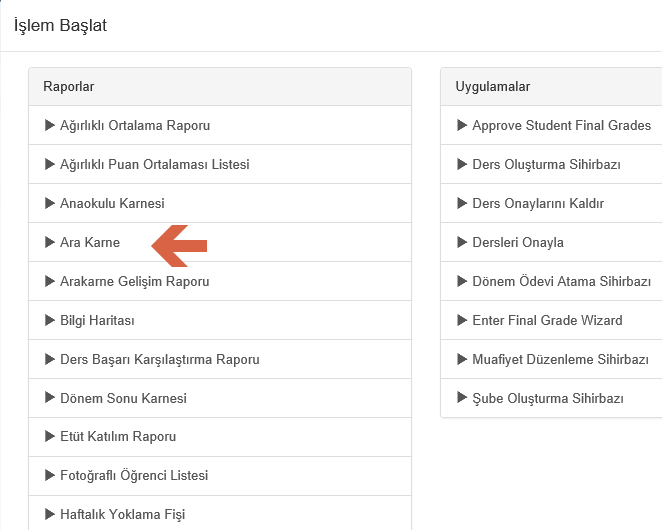 İşlem Başlat
Raporlar
Ağırlıklı Ortalama Raporu
Ağırlıklı Puan Ortalaması Listesi
Anaokulu Karnesi
Ara Karne
Arakarne Gelişim Raporu
Bilgi Haritası
Ders Başarı Karşılaştırma Raporu
Dönem Sonu Karnesi
Etüt Katılım Raporu
Fotoğraflı Öğrenci Listesi
Haftalık Yoklama Fişi
Uygulamalar
Approve Student Final Grades
Ders Oluşturma Sihirbazı
Ders Onaylarını Kaldır
Dersleri Onayla
Dönem Ödevi Atama Sihirbazı
Enter Final Grade Wizard
Muafiyet Düzenleme Sihirbazı
Şube Oluşturma Sihirbazı